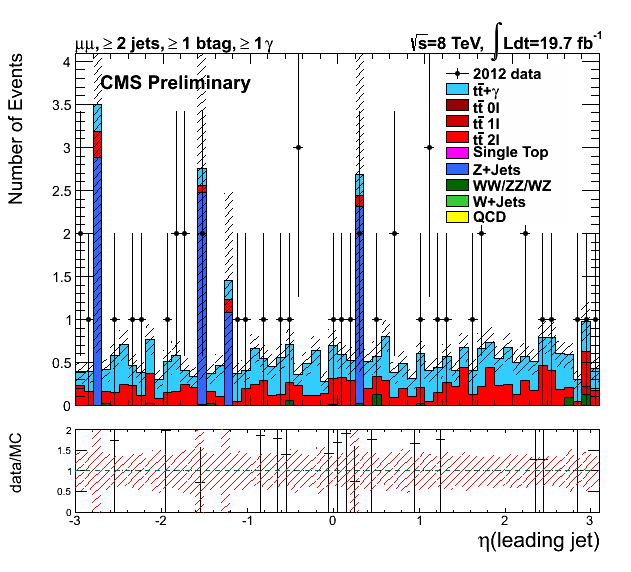 μμ, ≥ 2 jets, ≥ 1 btag, ≥ 1 γ
√s=8 TeV, ∫ Ldt=19.7 fb⁻¹
CMS Preliminary
Number of Events
4
3.5
3
2.5
2
1.5
1
0.5
0
2012 data
tt̄+γ
tt̄ 0l
tt̄ 1l
tt̄ 2l
Single Top
Z+Jets
WW/ZZ/WZ
W+Jets
QCD
data/MC
2
1.5
1
0.5
0
-3 -2 -1 0 1 2 3
η(leading jet)